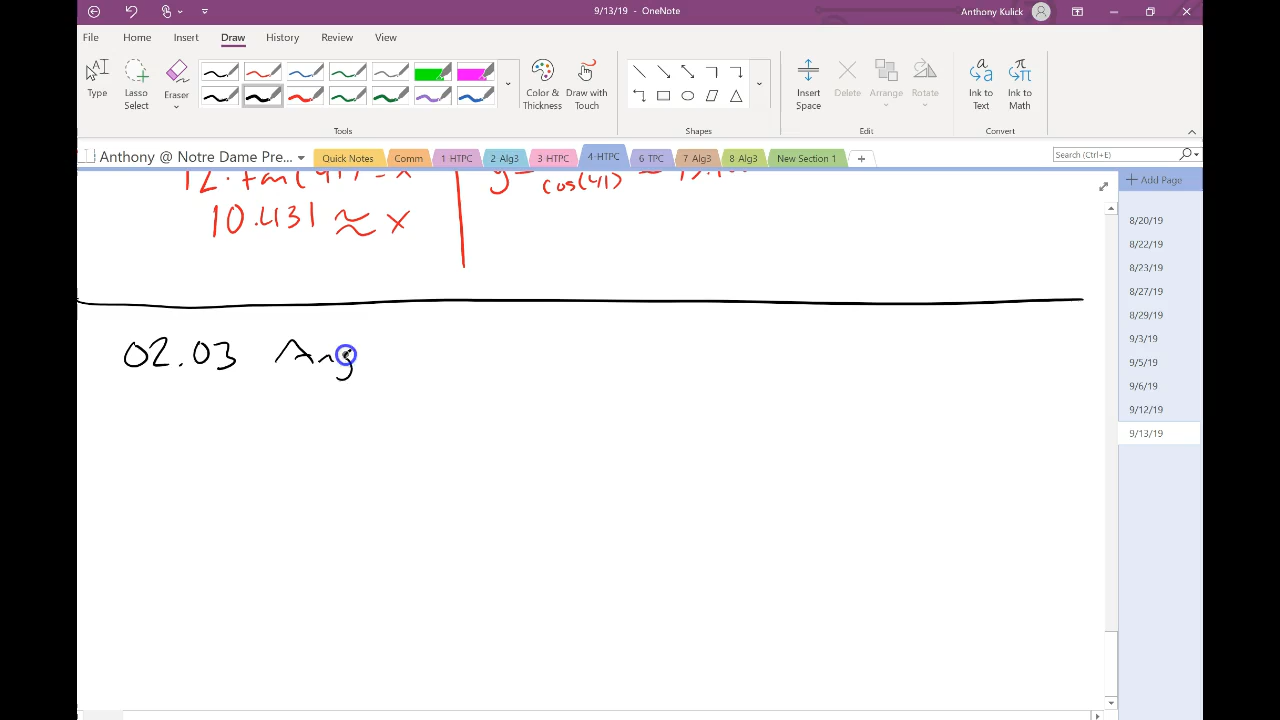 9/13/19 - OneNote
Anthony Kulick
File Home Insert Draw History Review View
Type
Lasso Select
Eraser
Color & Thickness
Draw with Touch
Insert Space
Delete
Arrange
Rotate
Ink to Text
Ink to Math
Tools
Shapes
Edit
Convert
Anthony @ Notre Dame Pre...
Quick Notes Comm 1 HTPC 2 Alg3 3 HTPC 4 HTPC 6 TPC 7 Alg3 8 Alg3 New Section 1
Search (Ctrl+E)
Add Page
8/20/19
8/22/19
8/23/19
8/27/19
8/29/19
9/3/19
9/5/19
9/6/19
9/12/19
9/13/19
12 · tan(41) = x
10.431 ≈ x
y = cos(41)
02.03 Ang